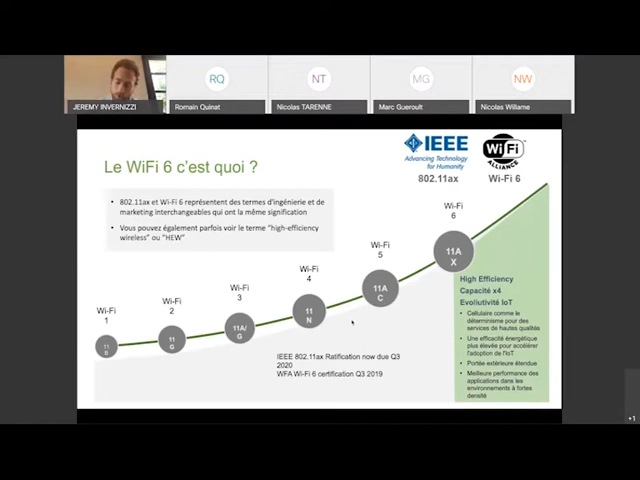 RQ
NT
MG
NW
JEREMY INVERNIZZI
Romain Quinat
Nicolas TARENNE
Marc Gueroult
Nicolas Willame
Le WiFi 6 c'est quoi ?
IEEE
Advancing Technology
for Humanity
802.11ax
Wi Fi
ALLIANCE
Wi-Fi 6
• 802.11ax et Wi-Fi 6 représentent des termes d'ingénierie et de
marketing interchangeables qui ont la même signification
• Vous pouvez également parfois voir le terme "high-efficiency
wireless" ou "HEW"
Wi-Fi
1
11
B
Wi-Fi
2
11
G
Wi-Fi
3
11A/
G
Wi-Fi
4
11
N
Wi-Fi
5
11A
C
Wi-Fi
6
11A
X
IEEE 802.11ax Ratification now due Q3
2020
WFA Wi-Fi 6 certification Q3 2019
High Efficiency
Capacité x4
Evoliutivité IoT
• Cellulaire comme le
déterminisme pour des
services de hautes qualités
• Une efficacité énergétique
plus élevée pour accélérer
l'adoption de l'IoT
• Portée extérieure étendue
• Meilleure performance des
applications dans les
environnements à fortes
densité
+1